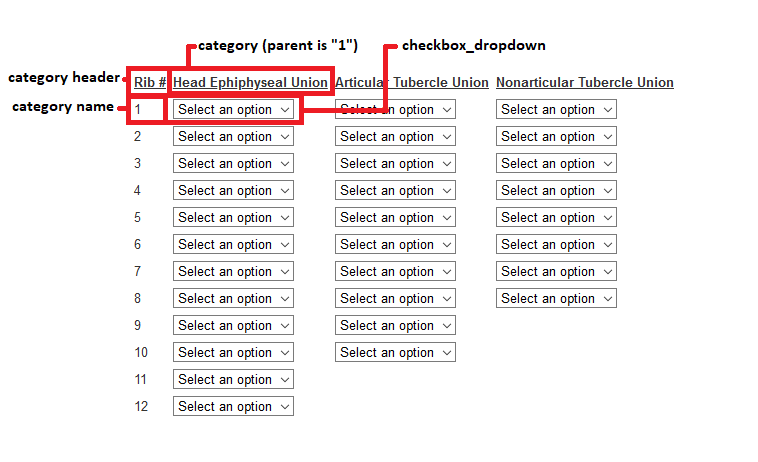 category (parent is "1")
checkbox_dropdown
category header
Rib # Head Ephiphyseal Union Articular Tubercle Union Nonarticular Tubercle Union
category name
1 Select an option Select an option Select an option
2 Select an option Select an option Select an option
3 Select an option Select an option Select an option
4 Select an option Select an option Select an option
5 Select an option Select an option Select an option
6 Select an option Select an option Select an option
7 Select an option Select an option Select an option
8 Select an option Select an option Select an option
9 Select an option Select an option
10 Select an option Select an option
11 Select an option
12 Select an option